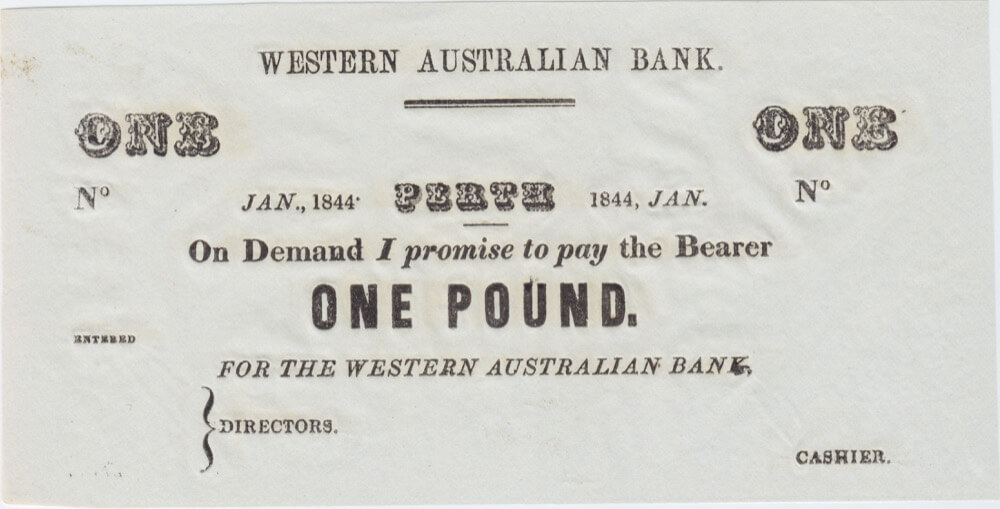 WESTERN AUSTRALIAN BANK.
ONE ONE
Nº JAN., 1844· PERTH 1844, JAN. Nº
On Demand I promise to pay the Bearer
ONE POUND.
ENTERED
FOR THE WESTERN AUSTRALIAN BANK,
DIRECTORS.
CASHIER.